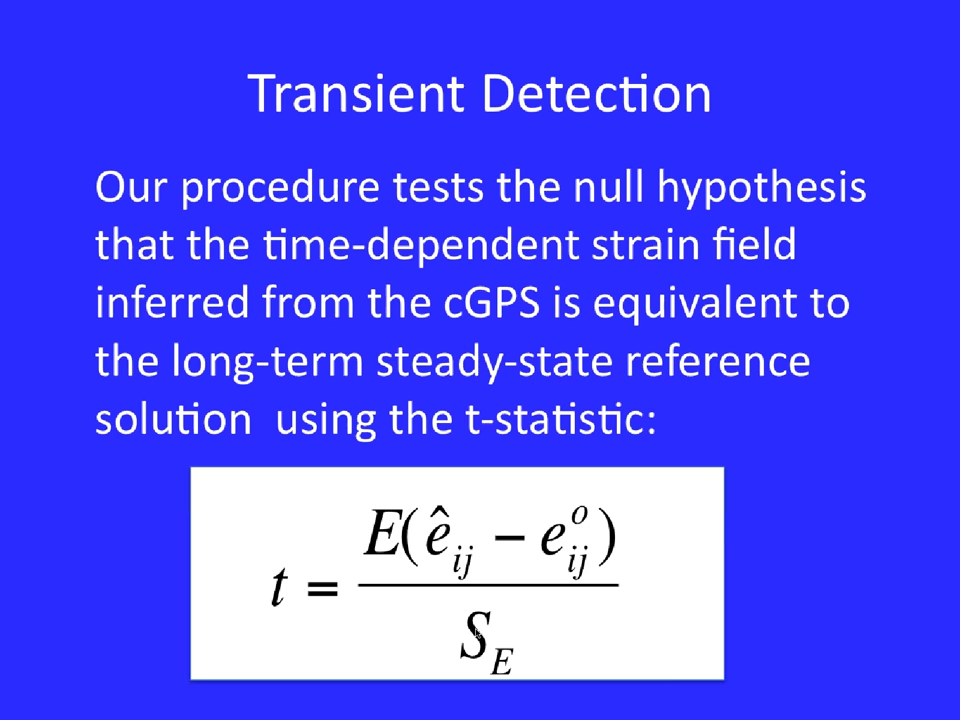 Transient Detection
Our procedure tests the null hypothesis
that the time-dependent strain field
inferred from the cGPS is equivalent to
the long-term steady-state reference
solution  using the t-statistic:
t = E(ê_ij − e^o_ij) / S_E